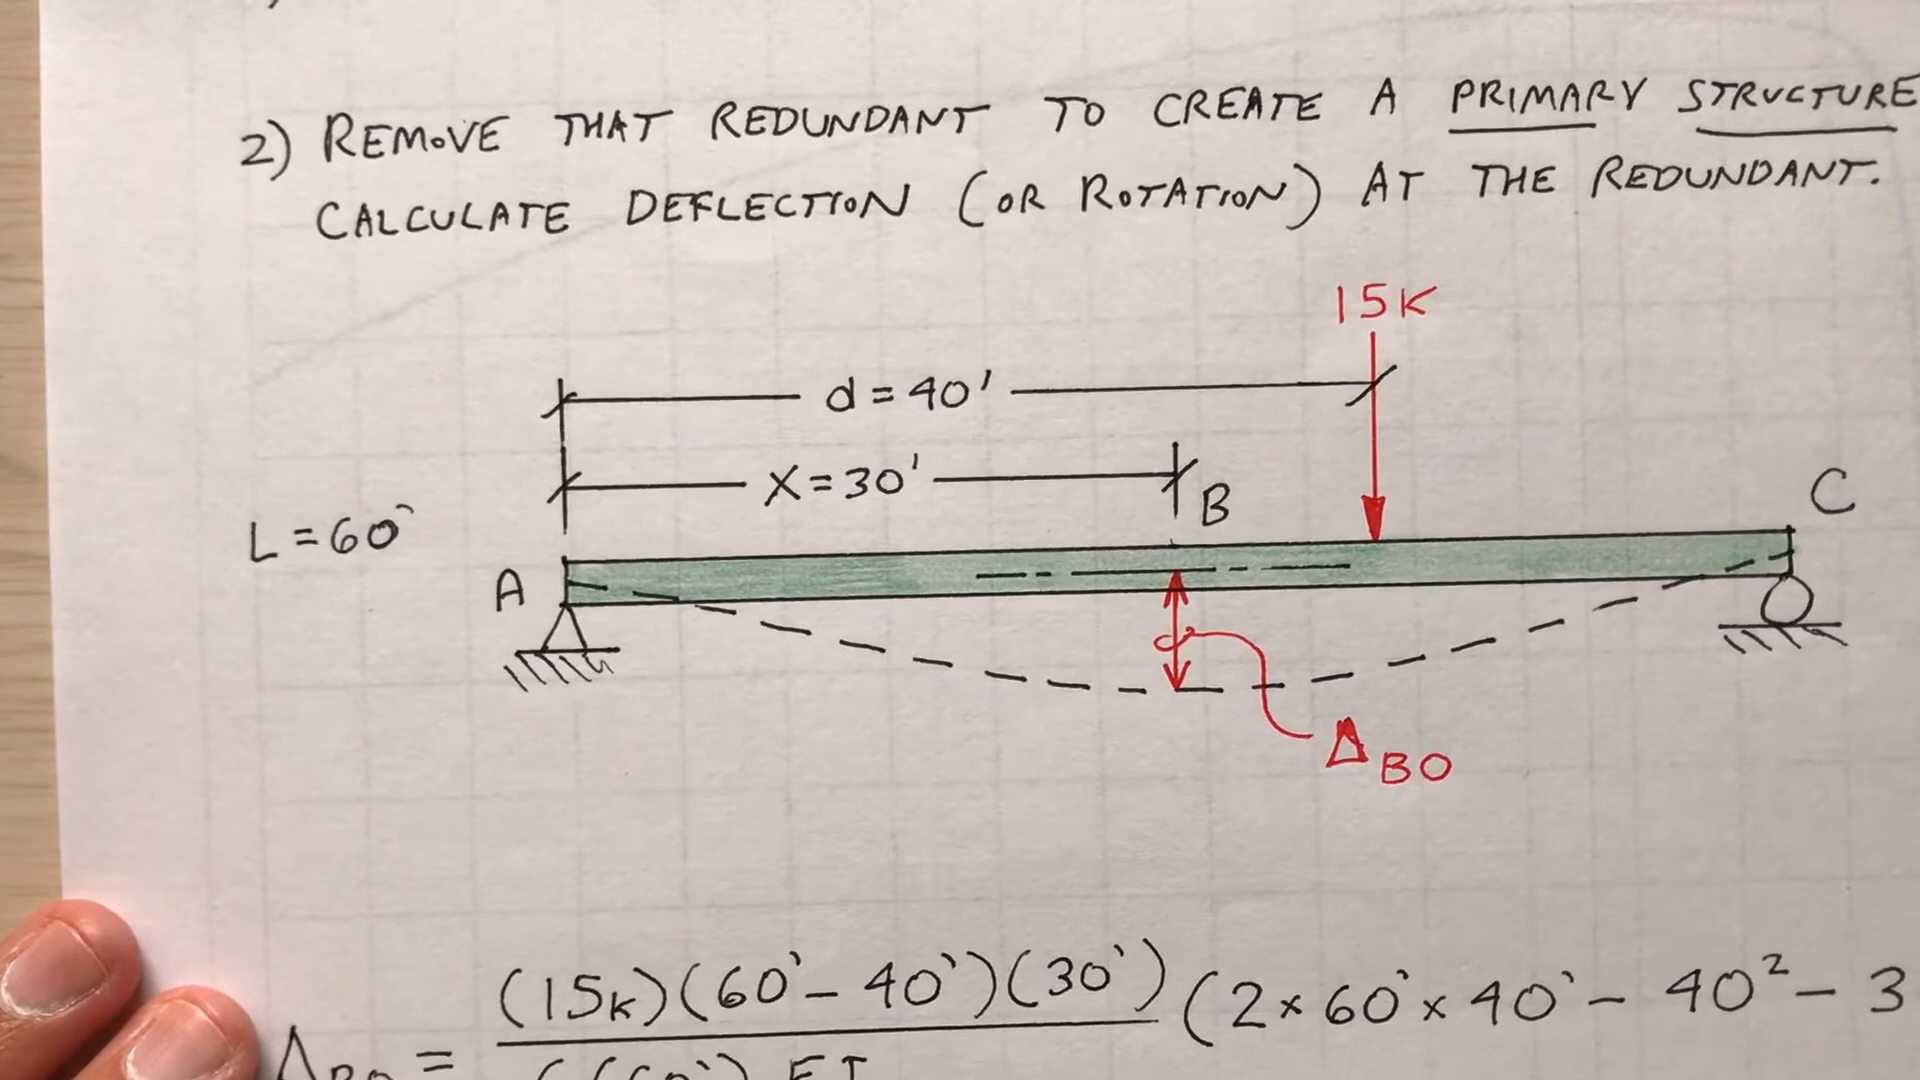 2) REMOVE THAT REDUNDANT TO CREATE A PRIMARY STRUCTURE
CALCULATE DEFLECTION (OR ROTATION) AT THE REDUNDANT.
15K
d = 40'
X = 30'
B
C
L = 60'
A
Δ BO
(15K)(60' - 40')(30') (2 x 60' x 40' - 40² - 3
=